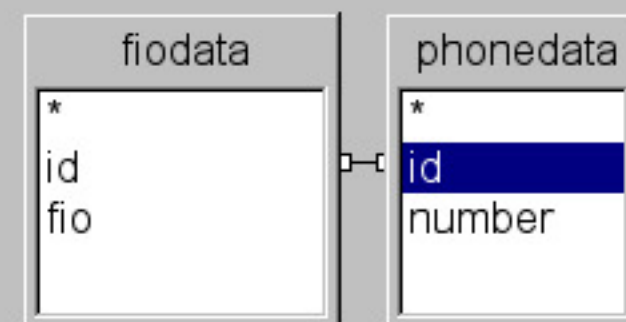 fiodata
*
id
fio
phonedata
*
id
number